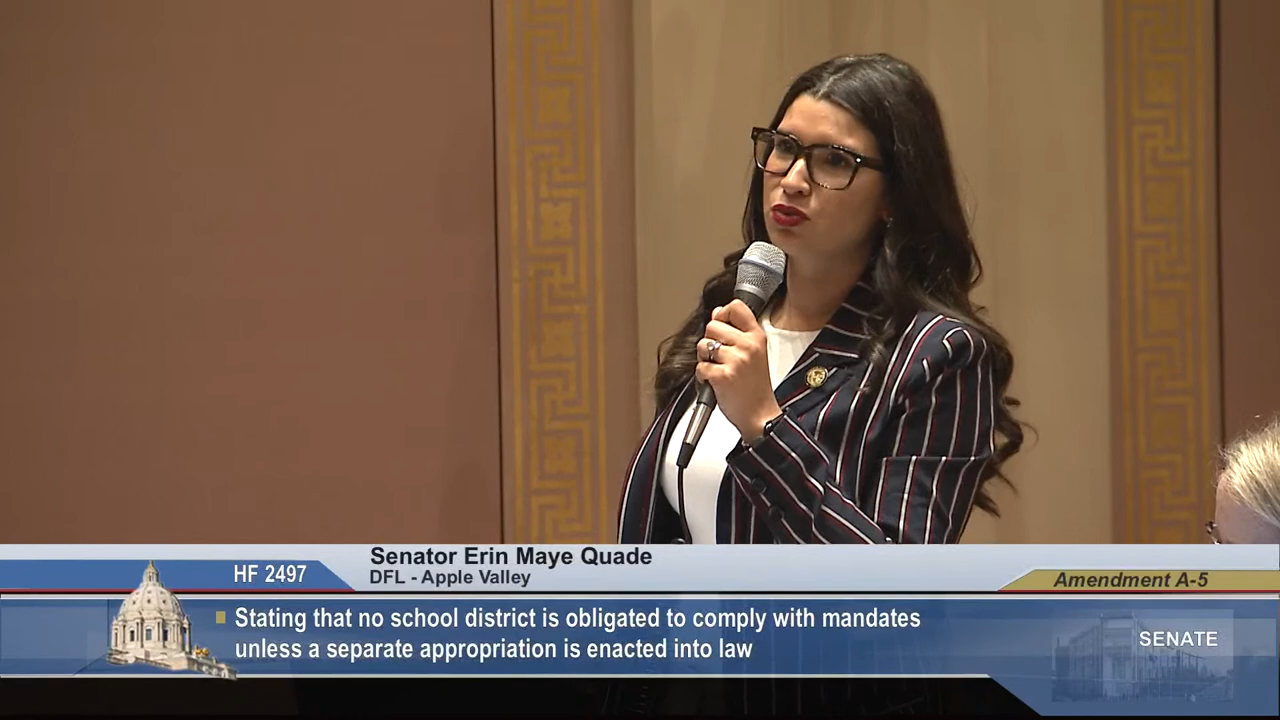 Senator Erin Maye Quade
HF 2497
DFL - Apple Valley
Amendment A-5
Stating that no school district is obligated to comply with mandates
unless a separate appropriation is enacted into law
SENATE